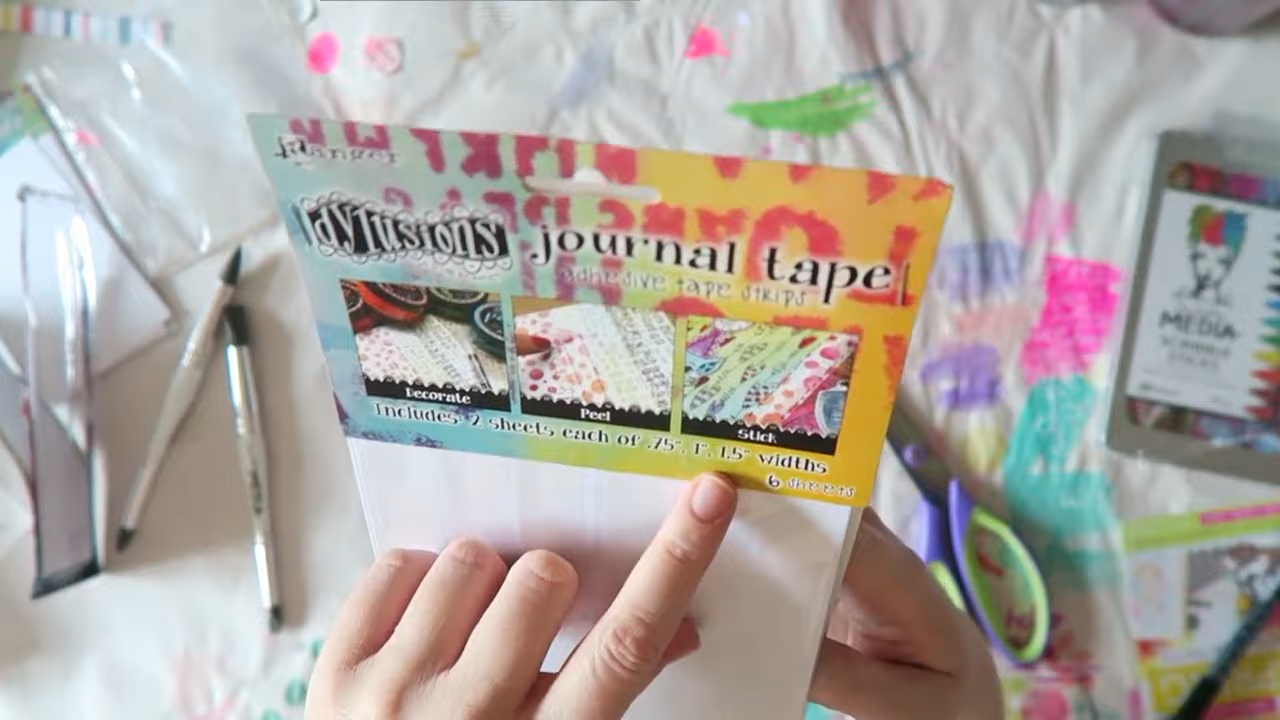 Ranger
dylusions journal tape
adhesive tape strips
Decorate
Peel
Stick
Includes: 2 sheets each of .75", 1", 1.5" widths
6 sheets
MEDIA